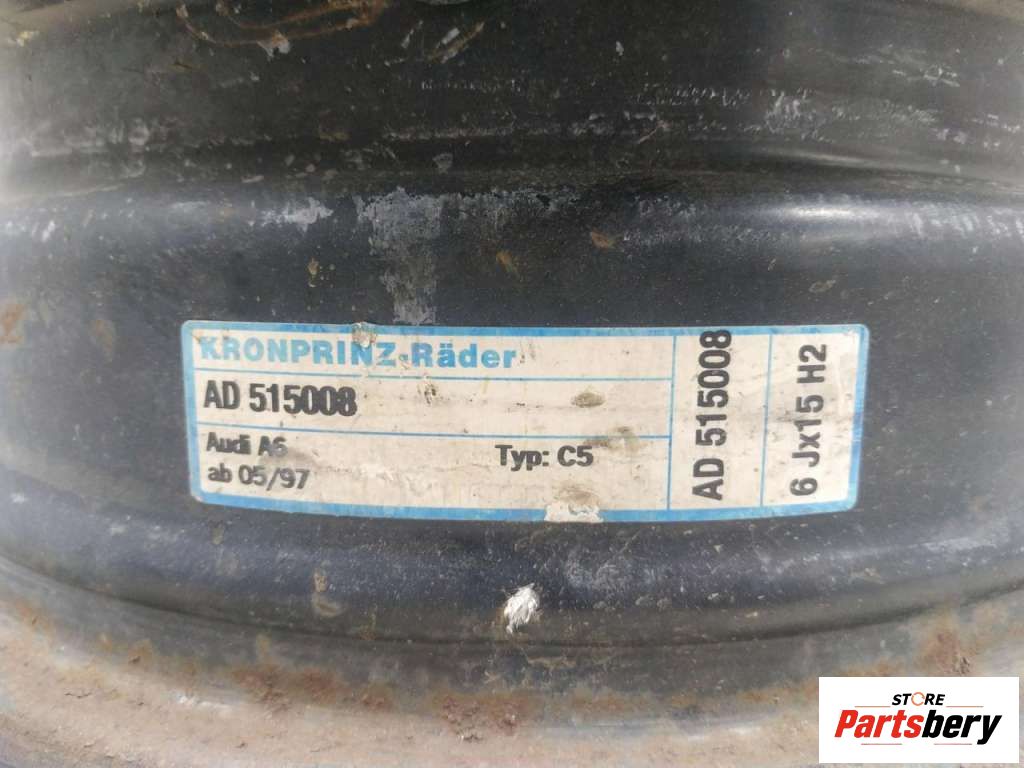 KRONPRINZ-Räder
AD 515008
Audi A6
ab 05/97
Typ: C5
AD 515008
6 Jx15 H2
STORE
Partsbery